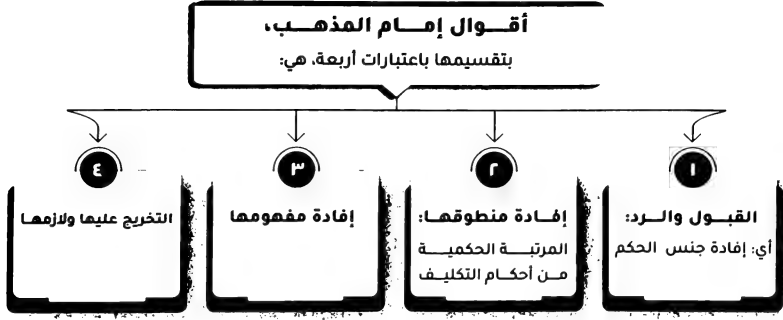 أقوال إمام المذهب،
بتقسيمها باعتبارات أربعة، هي:
١
القبول والرد:
أي: إفادة جنس الحكم
٢
إفادة منطوقها:
المرتبة الحكمية
من أحكام التكليف
٣
إفادة مفهومها
٤
التخريج عليها ولازمها